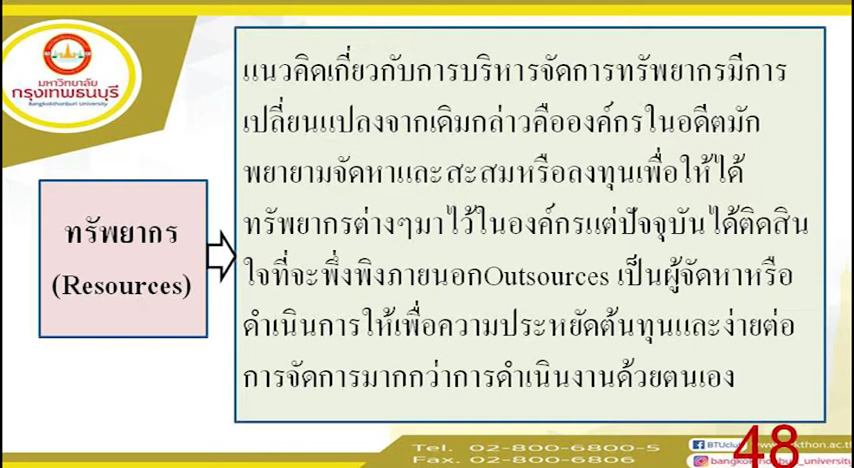 มหาวิทยาลัย
กรุงเทพธนบุรี
Bangkokthonburi University
ทรัพยากร
(Resources)
แนวคิดเกี่ยวกับการบริหารจัดการทรัพยากรมีการ
เปลี่ยนแปลงจากเดิมกล่าวคือองค์กรในอดีตมัก
พยายามจัดหาและสะสมหรือลงทุนเพื่อให้ได้
ทรัพยากรต่างๆมาไว้ในองค์กรแต่ปัจจุบันได้ติดสิน
ใจที่จะพึ่งพิงภายนอกOutsources เป็นผู้จัดหาหรือ
ดำเนินการให้เพื่อความประหยัดต้นทุนและง่ายต่อ
การจัดการมากกว่าการดำเนินงานด้วยตนเอง
Tel. 02-800-6800-5
Fax. 02-800-6806
48